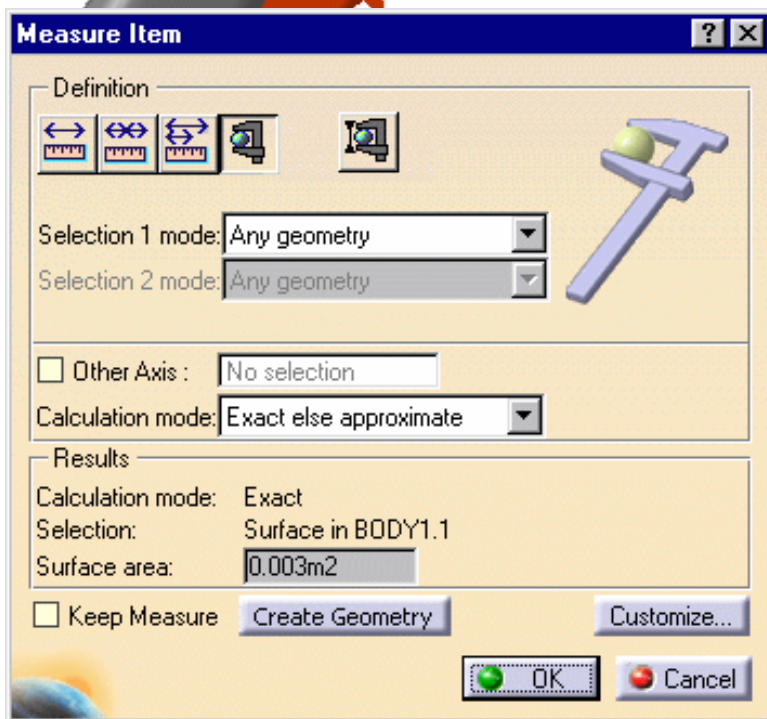 Measure Item
Definition
Selection 1 mode: Any geometry
Selection 2 mode: Any geometry
Other Axis : No selection
Calculation mode: Exact else approximate
Results
Calculation mode: Exact
Selection: Surface in BODY1.1
Surface area: 0.003m2
Keep Measure Create Geometry Customize...
OK Cancel